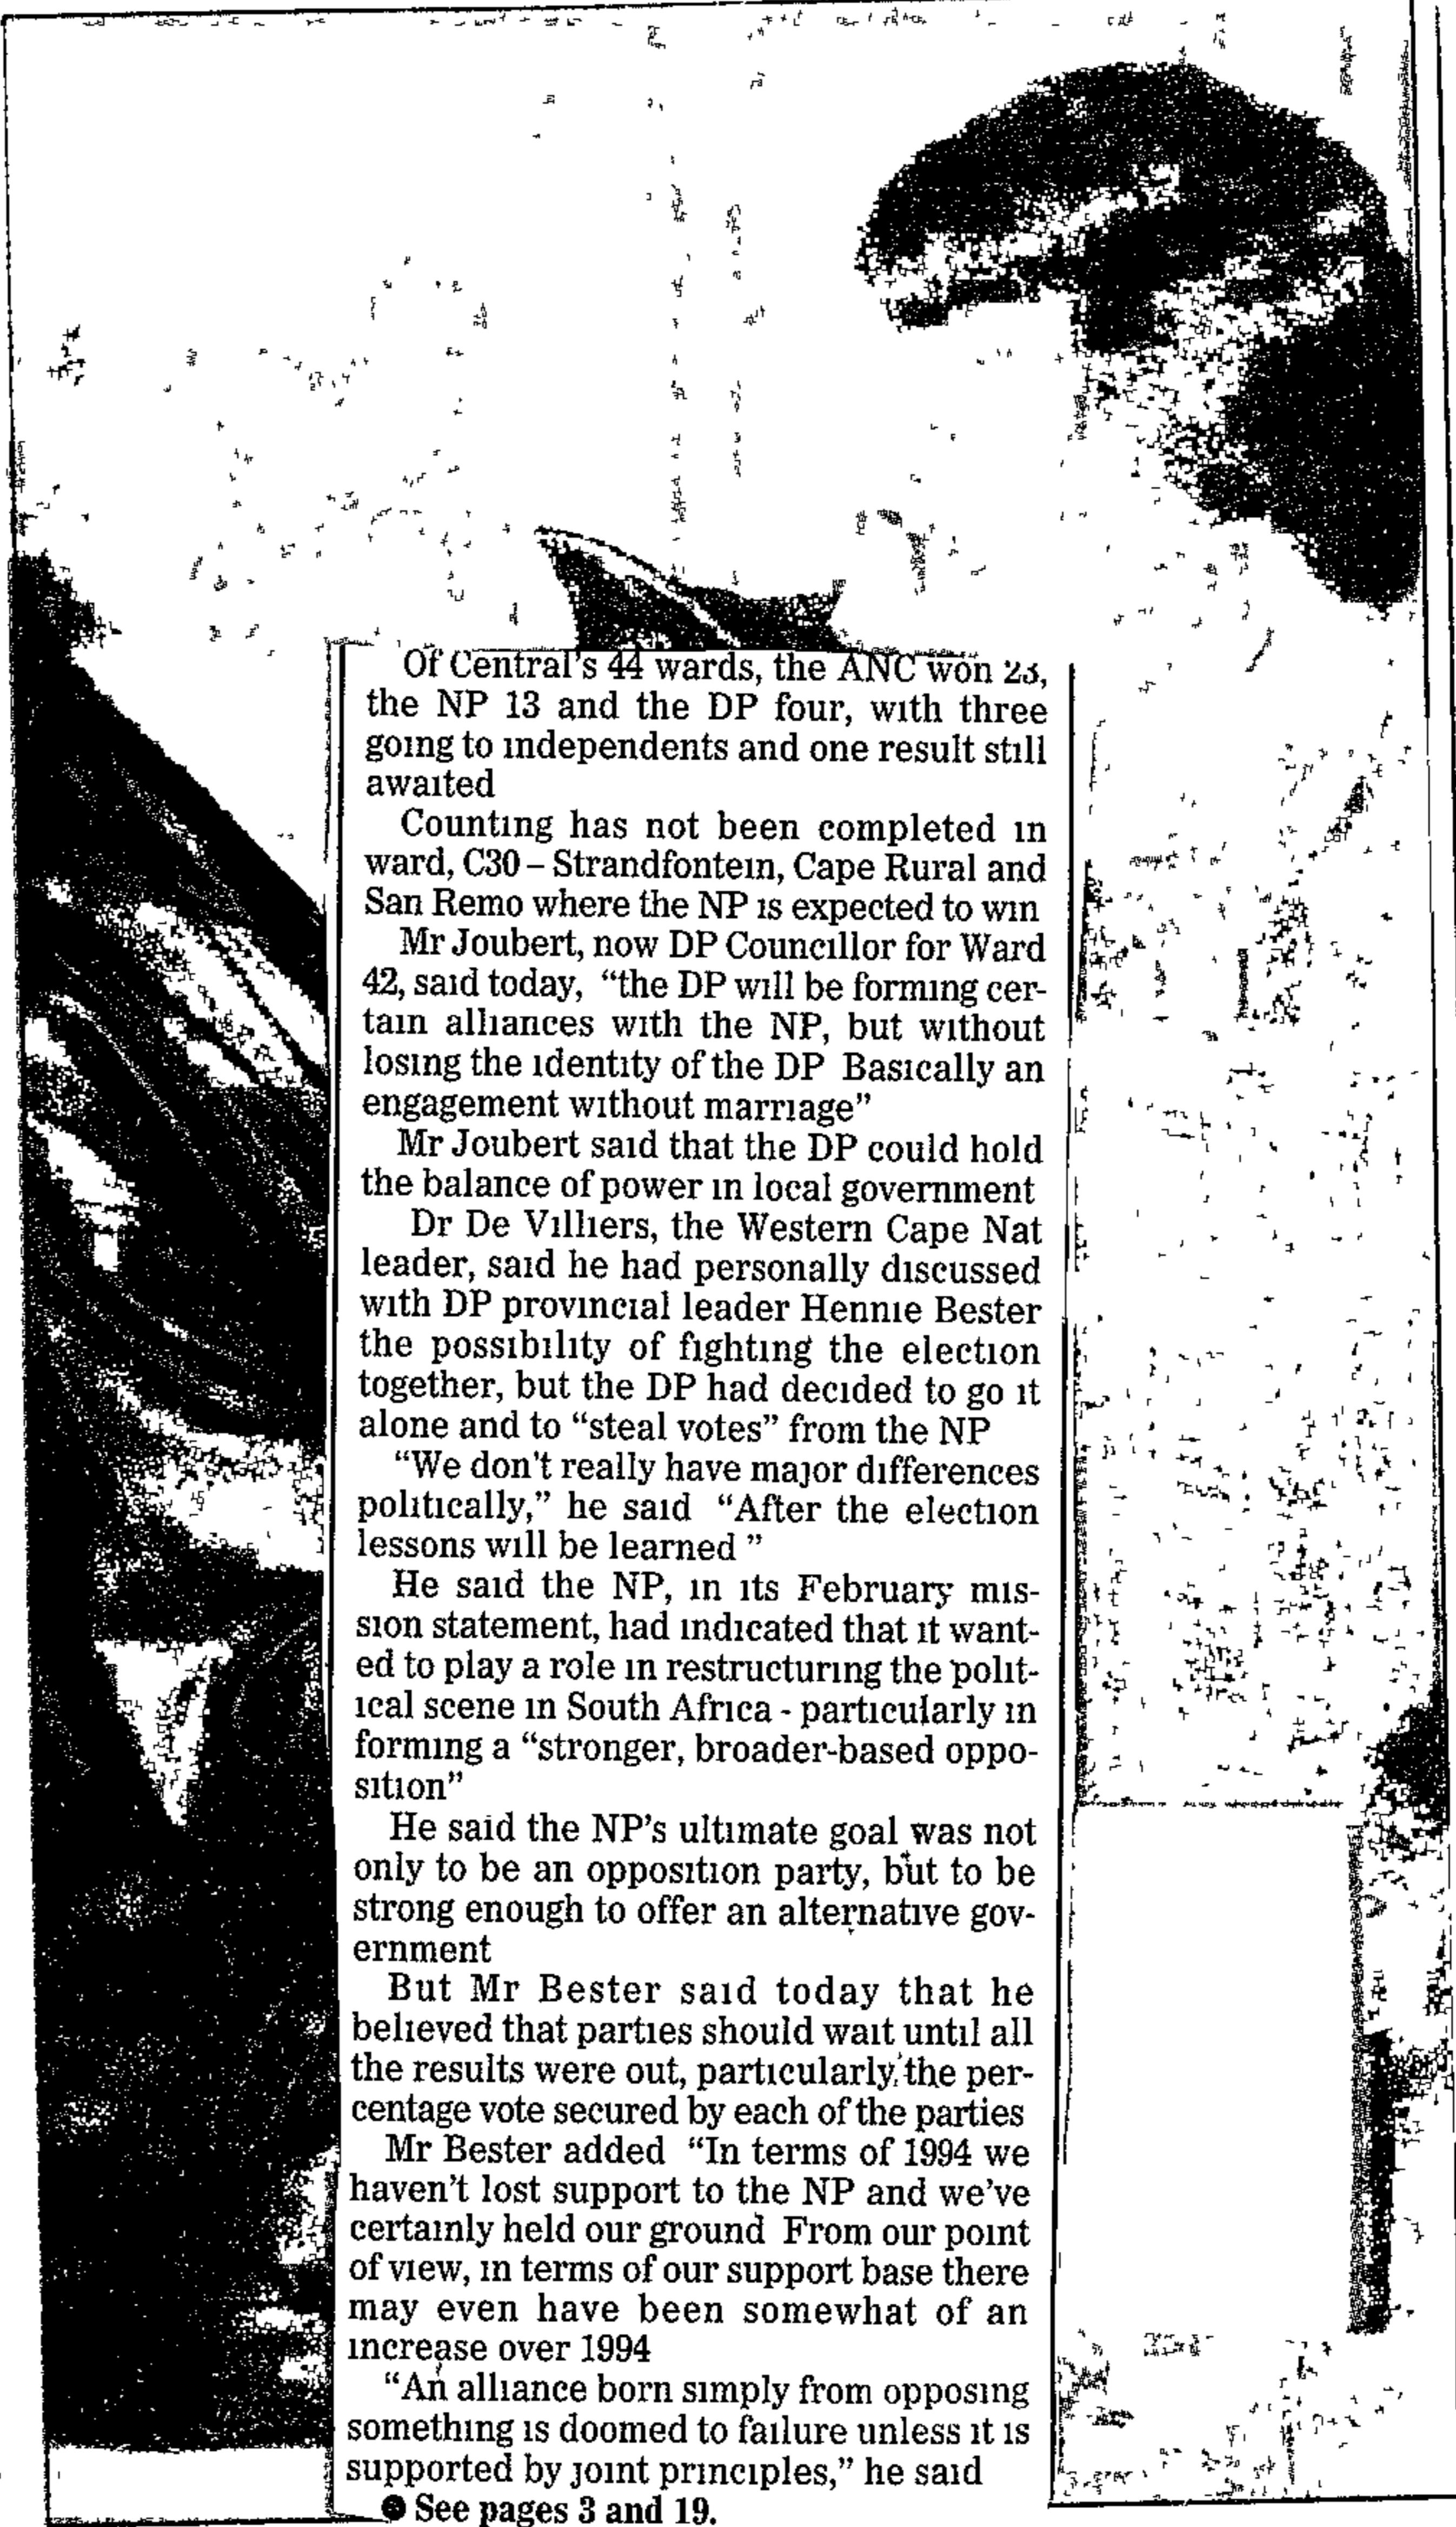 Of Central's 44 wards, the ANC won 23,
the NP 13 and the DP four, with three
going to independents and one result still
awaited
Counting has not been completed in
ward, C30 – Strandfontein, Cape Rural and
San Remo where the NP is expected to win
Mr Joubert, now DP Councillor for Ward
42, said today, “the DP will be forming cer-
tain alliances with the NP, but without
losing the identity of the DP Basically an
engagement without marriage”
Mr Joubert said that the DP could hold
the balance of power in local government
Dr De Villiers, the Western Cape Nat
leader, said he had personally discussed
with DP provincial leader Hennie Bester
the possibility of fighting the election
together, but the DP had decided to go it
alone and to “steal votes” from the NP
“We don't really have major differences
politically,” he said “After the election
lessons will be learned ”
He said the NP, in its February mis-
sion statement, had indicated that it want-
ed to play a role in restructuring the polit-
ical scene in South Africa - particularly in
forming a “stronger, broader-based oppo-
sition”
He said the NP's ultimate goal was not
only to be an opposition party, but to be
strong enough to offer an alternative gov-
ernment
But Mr Bester said today that he
believed that parties should wait until all
the results were out, particularly the per-
centage vote secured by each of the parties
Mr Bester added “In terms of 1994 we
haven't lost support to the NP and we've
certainly held our ground From our point
of view, in terms of our support base there
may even have been somewhat of an
increase over 1994
“An alliance born simply from opposing
something is doomed to failure unless it is
supported by joint principles,” he said
● See pages 3 and 19.